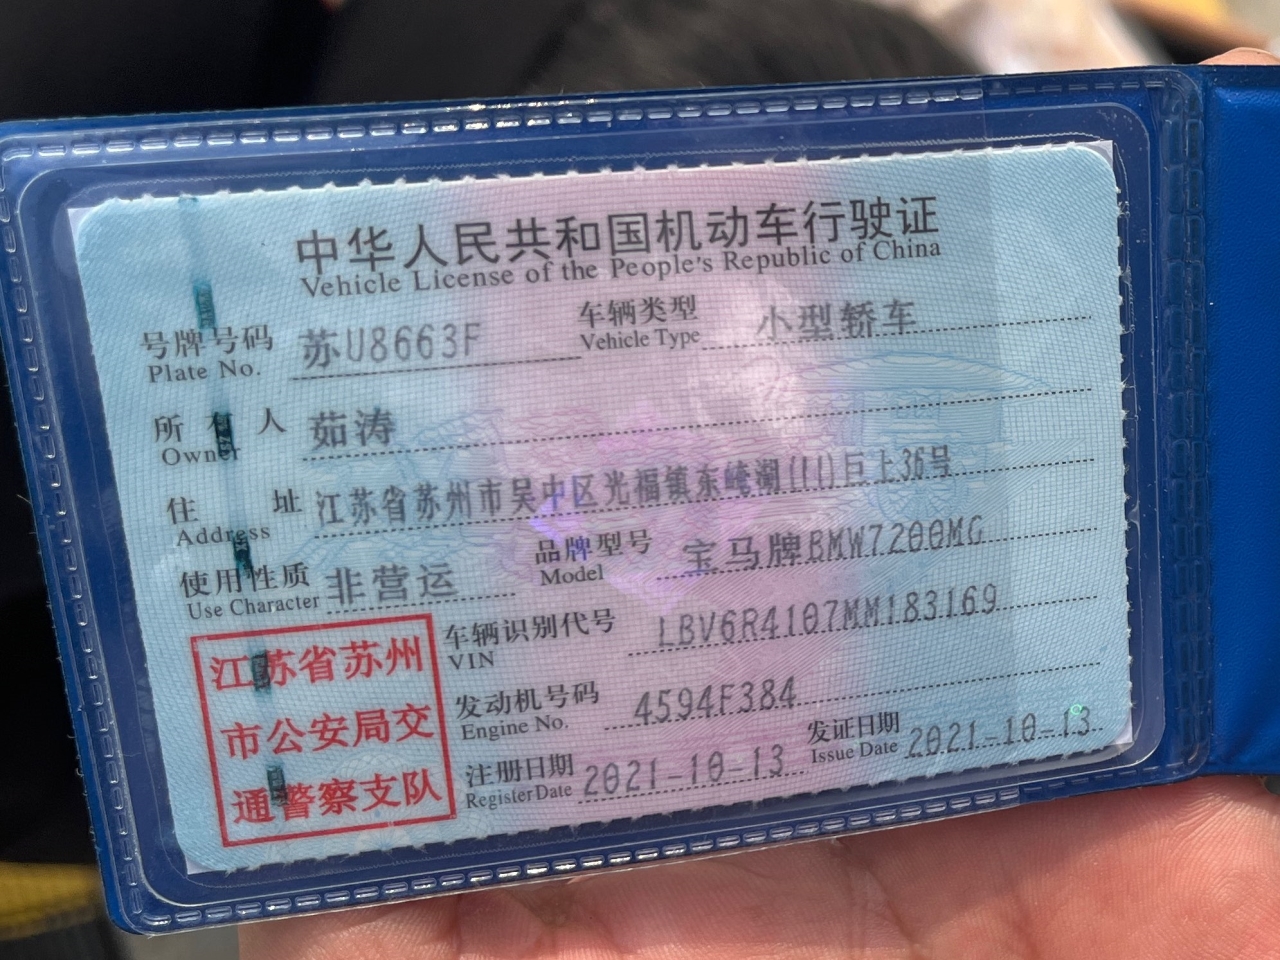 中华人民共和国机动车行驶证
Vehicle License of the People's Republic of China
号牌号码 苏U8663F 车辆类型 小型轿车
Plate No. Vehicle Type
所有人 茹涛
Owner
住址 江苏省苏州市吴中区光福镇东崦湖(11)巨上36号
Address
使用性质 非营运 品牌型号 宝马牌BMW7200MG
Use Character Model
江苏省苏州
市公安局交
通警察支队
车辆识别代号 LBV6R4107MM183169
VIN
发动机号码 4594F384
Engine No.
注册日期 2021-10-13 发证日期 2021-10-13
Register Date Issue Date